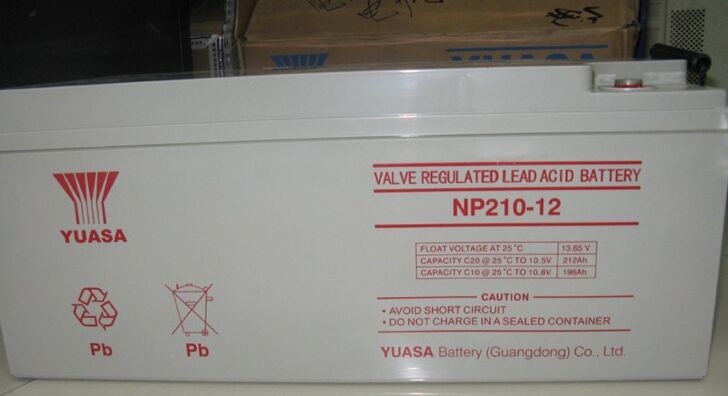 YUASA
YUASA
VALVE REGULATED LEAD ACID BATTERY
NP210-12
FLOAT VOLTAGE AT 25 °C 13.65 V
CAPACITY C20 @ 25 °C TO 10.5V 212Ah
CAPACITY C10 @ 25 °C TO 10.8V 196Ah
CAUTION
• AVOID SHORT CIRCUIT
• DO NOT CHARGE IN A SEALED CONTAINER
Pb
Pb
YUASA Battery (Guangdong) Co., Ltd.